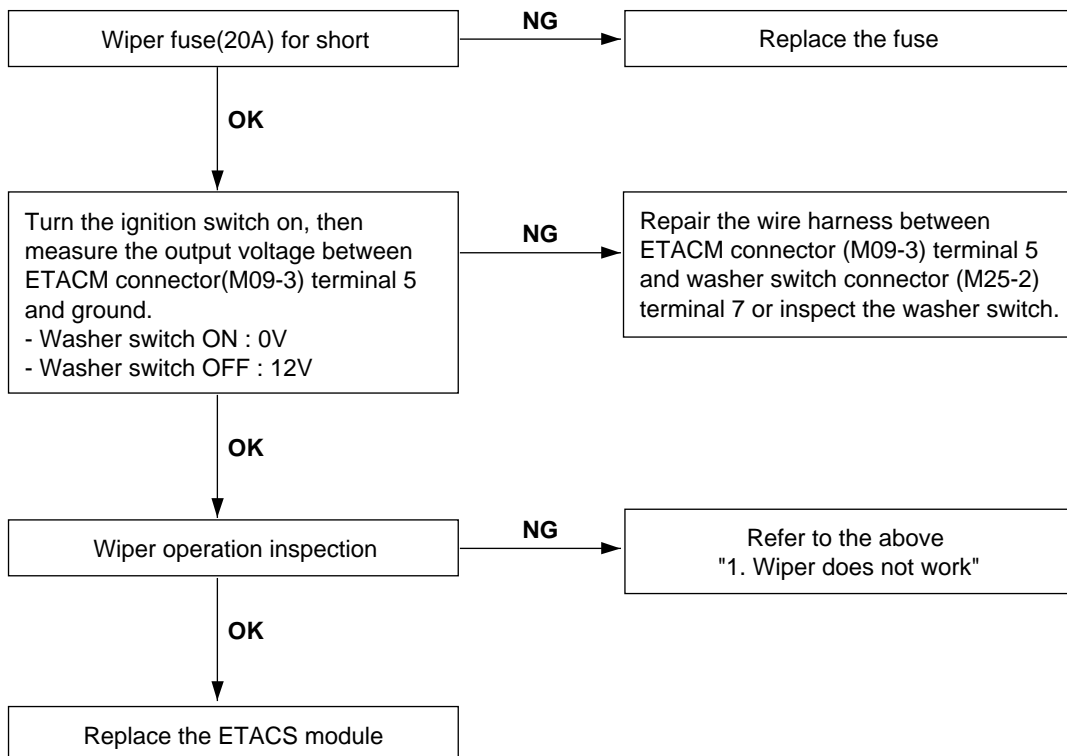 Wiper fuse(20A) for short
NG
Replace the fuse
OK
Turn the ignition switch on, then
measure the output voltage between
ETACM connector(M09-3) terminal 5
and ground.
- Washer switch ON : 0V
- Washer switch OFF : 12V
NG
Repair the wire harness between
ETACM connector (M09-3) terminal 5
and washer switch connector (M25-2)
terminal 7 or inspect the washer switch.
OK
Wiper operation inspection
NG
Refer to the above
"1. Wiper does not work"
OK
Replace the ETACS module